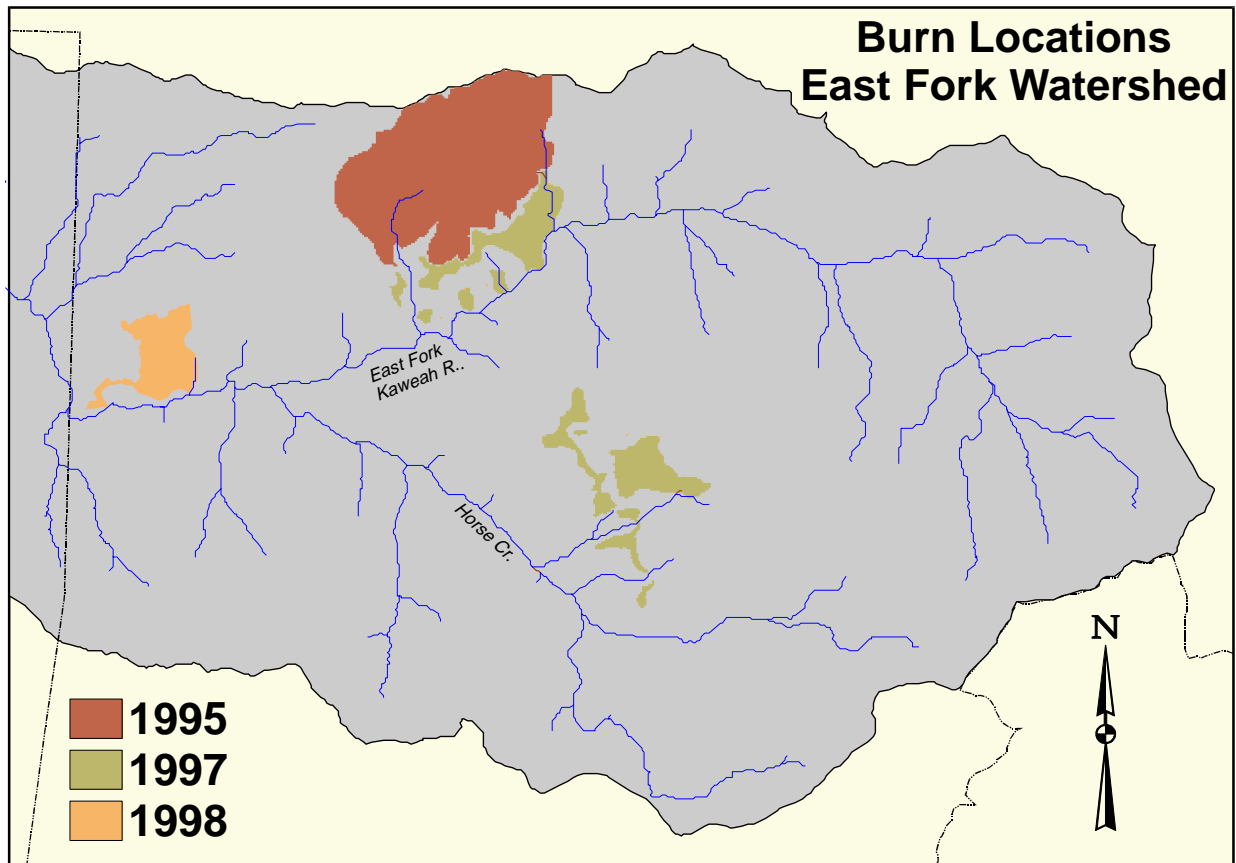 Burn Locations
East Fork Watershed
East Fork
Kaweah R..
Horse Cr.
N
1995
1997
1998